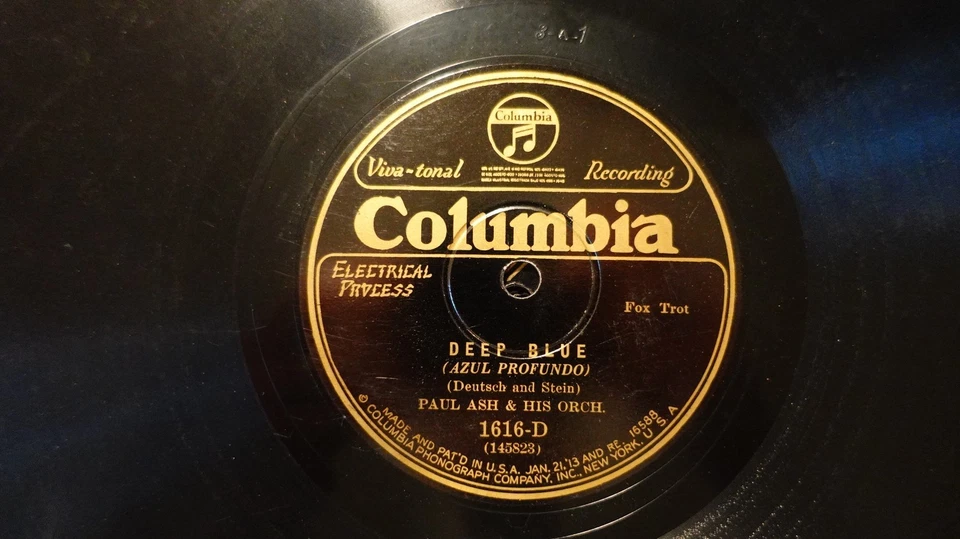 Columbia
Viva-tonal Recording
Columbia
ELECTRICAL
PROCESS
Fox Trot
DEEP BLUE
(AZUL PROFUNDO)
(Deutsch and Stein)
PAUL ASH & HIS ORCH.
1616-D
(145823)
MADE AND PAT'D IN U.S.A. JAN. 21,'13 AND RE. 16588
© COLUMBIA PHONOGRAPH COMPANY, INC., NEW YORK, U.S.A